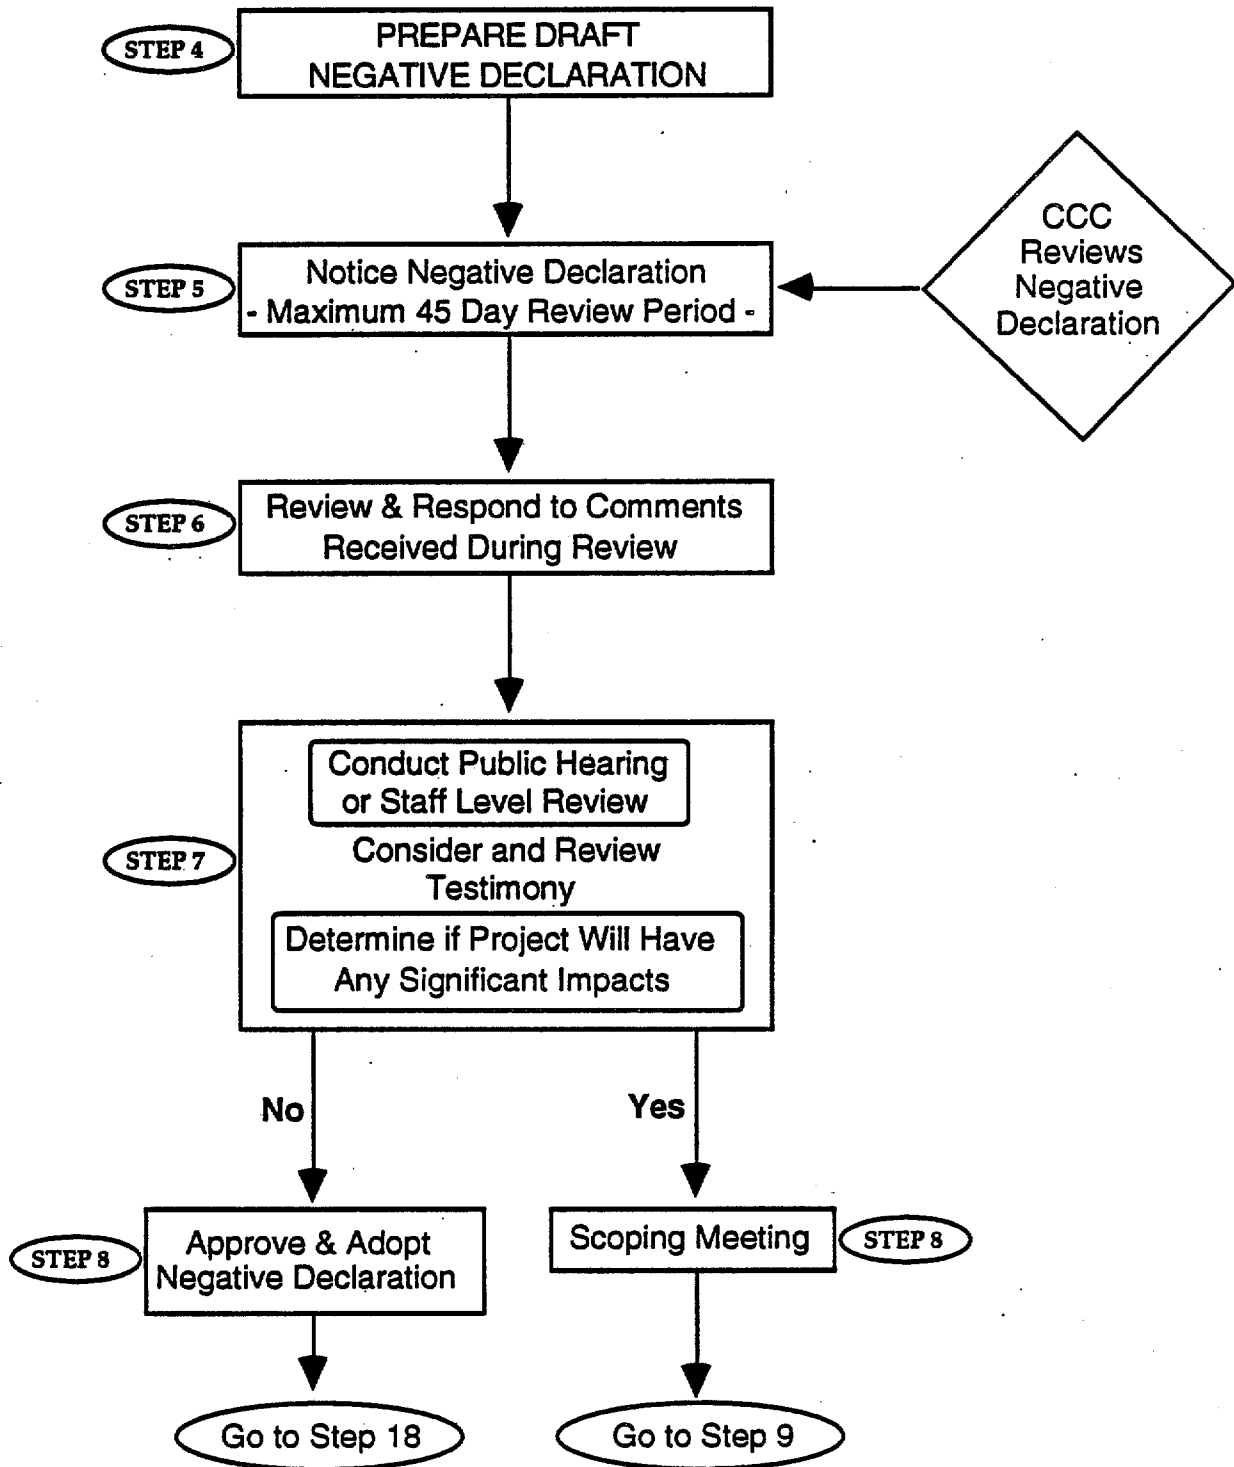 STEP 4
PREPARE DRAFT
NEGATIVE DECLARATION
STEP 5
Notice Negative Declaration
- Maximum 45 Day Review Period -
CCC
Reviews
Negative
Declaration
STEP 6
Review & Respond to Comments
Received During Review
STEP 7
Conduct Public Hearing
or Staff Level Review
Consider and Review
Testimony
Determine if Project Will Have
Any Significant Impacts
No
Yes
STEP 8
Approve & Adopt
Negative Declaration
Scoping Meeting
STEP 8
Go to Step 18
Go to Step 9